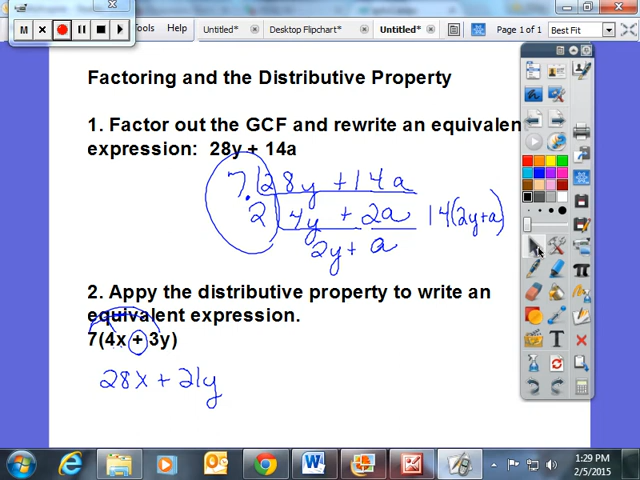 Tools Help Untitled* Desktop Flipchart* Untitled* Page 1 of 1 Best Fit
M
Factoring and the Distributive Property
1. Factor out the GCF and rewrite an equivalen
expression: 28y + 14a
7 28y + 14a
2 4y + 2a 14(2y+a)
2y + a
2. Appy the distributive property to write an
equivalent expression.
7(4x + 3y)
28x + 21y
1:29 PM
2/5/2015